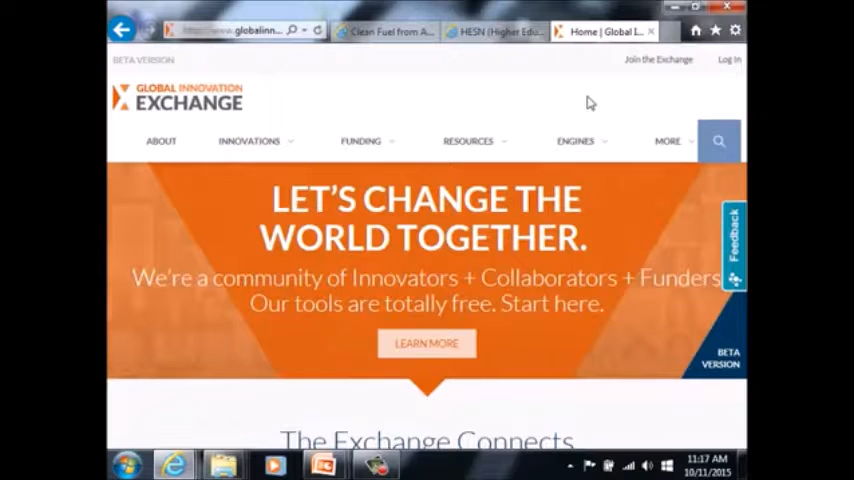 www.globalinn...
Clean Fuel from A...
HESN (Higher Edu...
Home | Global I...
BETA VERSION
Join the Exchange
Log In
GLOBAL INNOVATION
EXCHANGE
ABOUT
INNOVATIONS
FUNDING
RESOURCES
ENGINES
MORE
LET'S CHANGE THE
WORLD TOGETHER.
We're a community of Innovators + Collaborators + Funders
Our tools are totally free. Start here.
LEARN MORE
Feedback
BETA
VERSION
The Exchange Connects
11:17 AM
10/11/2015